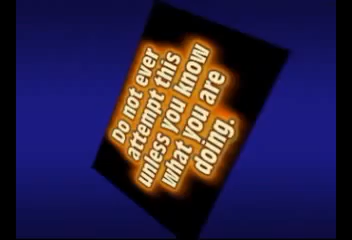 Do not ever
attempt this
unless you know
what you are
doing.